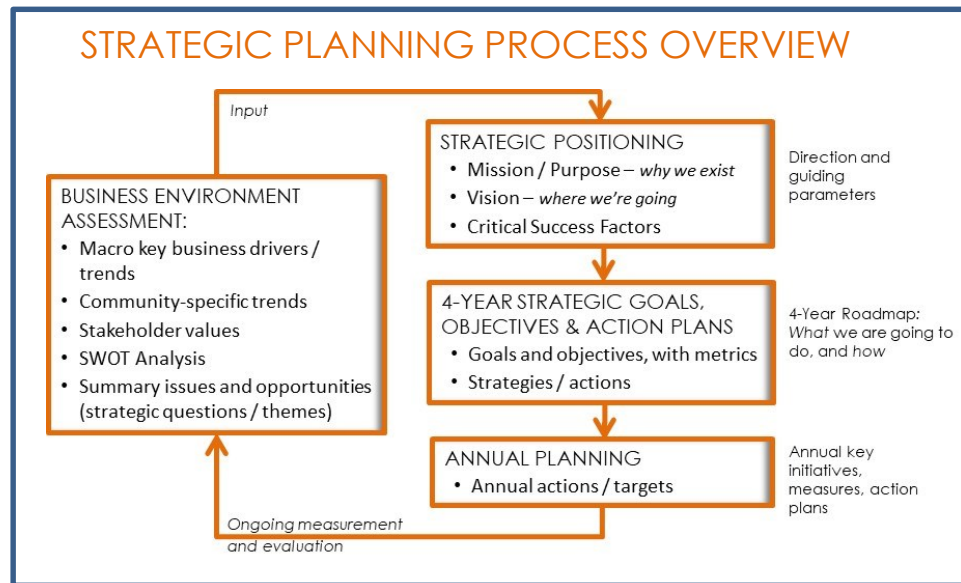 STRATEGIC PLANNING PROCESS OVERVIEW
Input
BUSINESS ENVIRONMENT
ASSESSMENT:
• Macro key business drivers /
trends
• Community-specific trends
• Stakeholder values
• SWOT Analysis
• Summary issues and opportunities
(strategic questions / themes)
STRATEGIC POSITIONING
• Mission / Purpose – why we exist
• Vision – where we're going
• Critical Success Factors
Direction and
guiding
parameters
4-YEAR STRATEGIC GOALS,
OBJECTIVES & ACTION PLANS
• Goals and objectives, with metrics
• Strategies / actions
4-Year Roadmap:
What we are going to
do, and how
ANNUAL PLANNING
• Annual actions / targets
Annual key
initiatives,
measures, action
plans
Ongoing measurement
and evaluation